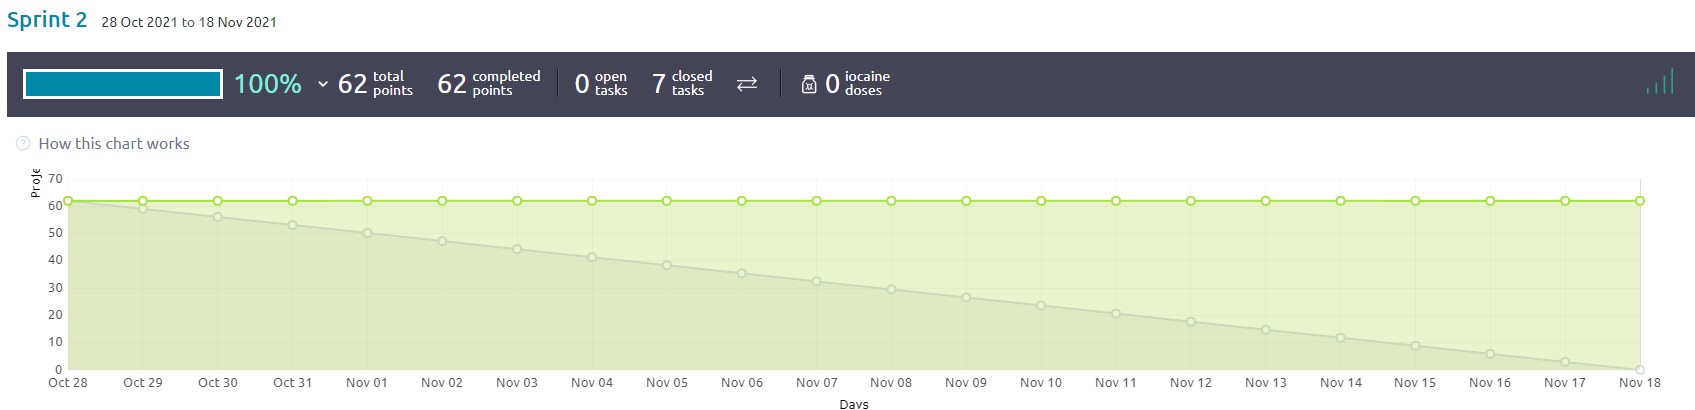 Sprint 2 28 Oct 2021 to 18 Nov 2021
100% 62 total points 62 completed points 0 open tasks 7 closed tasks 0 iocaine doses
How this chart works
Proje
70
60
50
40
30
20
10
0
Oct 28 Oct 29 Oct 30 Oct 31 Nov 01 Nov 02 Nov 03 Nov 04 Nov 05 Nov 06 Nov 07 Nov 08 Nov 09 Nov 10 Nov 11 Nov 12 Nov 13 Nov 14 Nov 15 Nov 16 Nov 17 Nov 18
Days